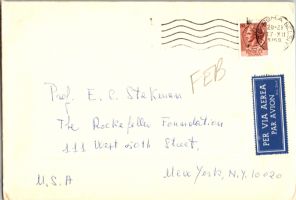 FEB
Prof. E. C. Stakman
The Rockefeller Foundation
111 West 50th Street,
New York, N.Y. 10020
U.S.A
PER VIA AEREA
PAR AVION